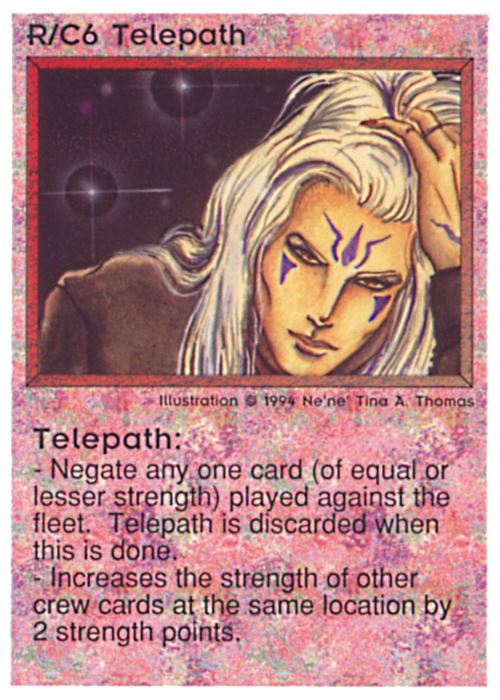 R/C6 Telepath
Illustration © 1994 Ne'ne' Tina A. Thomas
Telepath:
- Negate any one card (of equal or
lesser strength) played against the
fleet. Telepath is discarded when
this is done.
- Increases the strength of other
crew cards at the same location by
2 strength points.